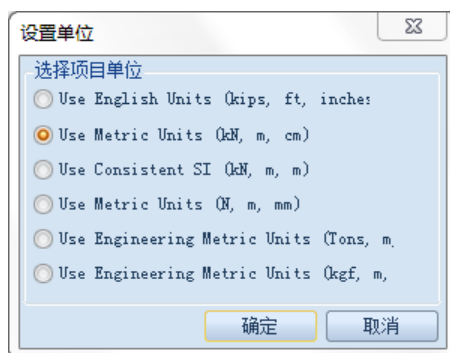 设置单位
选择项目单位
Use English Units (kips, ft, inches
Use Metric Units (kN, m, cm)
Use Consistent SI (kN, m, m)
Use Metric Units (N, m, mm)
Use Engineering Metric Units (Tons, m,
Use Engineering Metric Units (kgf, m,
确定
取消